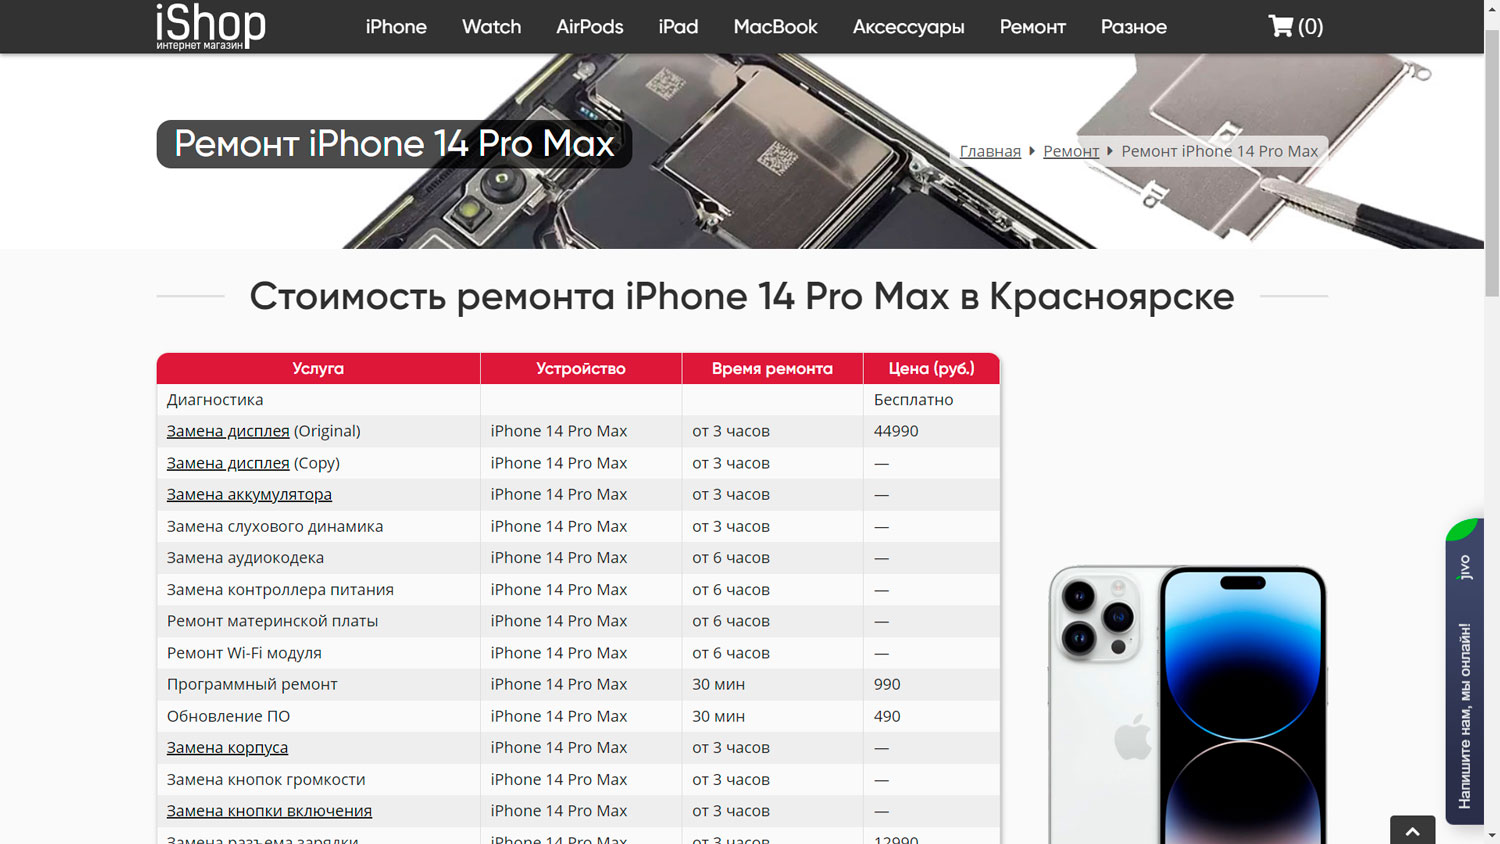 iShop
интернет магазин
iPhone Watch AirPods iPad MacBook Аксессуары Ремонт Разное (0)
Ремонт iPhone 14 Pro Max
Главная Ремонт Ремонт iPhone 14 Pro Max
Стоимость ремонта iPhone 14 Pro Max в Красноярске
Услуга Устройство Время ремонта Цена (руб.)
Диагностика Бесплатно
Замена дисплея (Original) iPhone 14 Pro Max от 3 часов 44990
Замена дисплея (Copy) iPhone 14 Pro Max от 3 часов —
Замена аккумулятора iPhone 14 Pro Max от 3 часов —
Замена слухового динамика iPhone 14 Pro Max от 3 часов —
Замена аудиокодека iPhone 14 Pro Max от 6 часов —
Замена контроллера питания iPhone 14 Pro Max от 6 часов —
Ремонт материнской платы iPhone 14 Pro Max от 6 часов —
Ремонт Wi-Fi модуля iPhone 14 Pro Max от 6 часов —
Программный ремонт iPhone 14 Pro Max 30 мин 990
Обновление ПО iPhone 14 Pro Max 30 мин 490
Замена корпуса iPhone 14 Pro Max от 3 часов —
Замена кнопок громкости iPhone 14 Pro Max от 3 часов —
Замена кнопки включения iPhone 14 Pro Max от 3 часов —
Замена разъема зарядки iPhone 14 Pro Max от 3 часов 12990
Напишите нам, мы онлайн! jivo